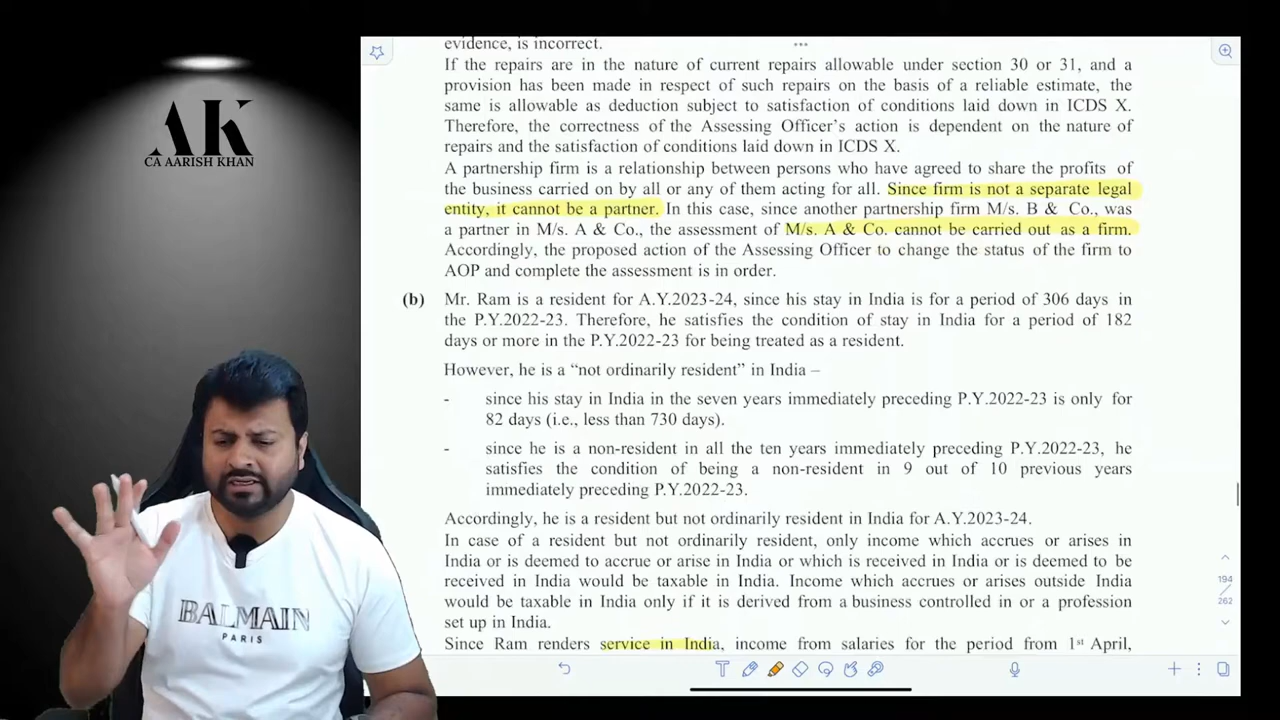 AK
CA AARISH KHAN
BALMAIN
PARIS
evidence, is incorrect.
If the repairs are in the nature of current repairs allowable under section 30 or 31, and a
provision has been made in respect of such repairs on the basis of a reliable estimate, the
same is allowable as deduction subject to satisfaction of conditions laid down in ICDS X.
Therefore, the correctness of the Assessing Officer's action is dependent on the nature of
repairs and the satisfaction of conditions laid down in ICDS X.
A partnership firm is a relationship between persons who have agreed to share the profits of
the business carried on by all or any of them acting for all. Since firm is not a separate legal
entity, it cannot be a partner. In this case, since another partnership firm M/s. B & Co., was
a partner in M/s. A & Co., the assessment of M/s. A & Co. cannot be carried out as a firm.
Accordingly, the proposed action of the Assessing Officer to change the status of the firm to
AOP and complete the assessment is in order.
(b) Mr. Ram is a resident for A.Y.2023-24, since his stay in India is for a period of 306 days in
the P.Y.2022-23. Therefore, he satisfies the condition of stay in India for a period of 182
days or more in the P.Y.2022-23 for being treated as a resident.
However, he is a “not ordinarily resident” in India –
- since his stay in India in the seven years immediately preceding P.Y.2022-23 is only for
82 days (i.e., less than 730 days).
- since he is a non-resident in all the ten years immediately preceding P.Y.2022-23, he
satisfies the condition of being a non-resident in 9 out of 10 previous years
immediately preceding P.Y.2022-23.
Accordingly, he is a resident but not ordinarily resident in India for A.Y.2023-24.
In case of a resident but not ordinarily resident, only income which accrues or arises in
India or is deemed to accrue or arise in India or which is received in India or is deemed to be
received in India would be taxable in India. Income which accrues or arises outside India
would be taxable in India only if it is derived from a business controlled in or a profession
set up in India.
Since Ram renders service in India, income from salaries for the period from 1st April,
194
262